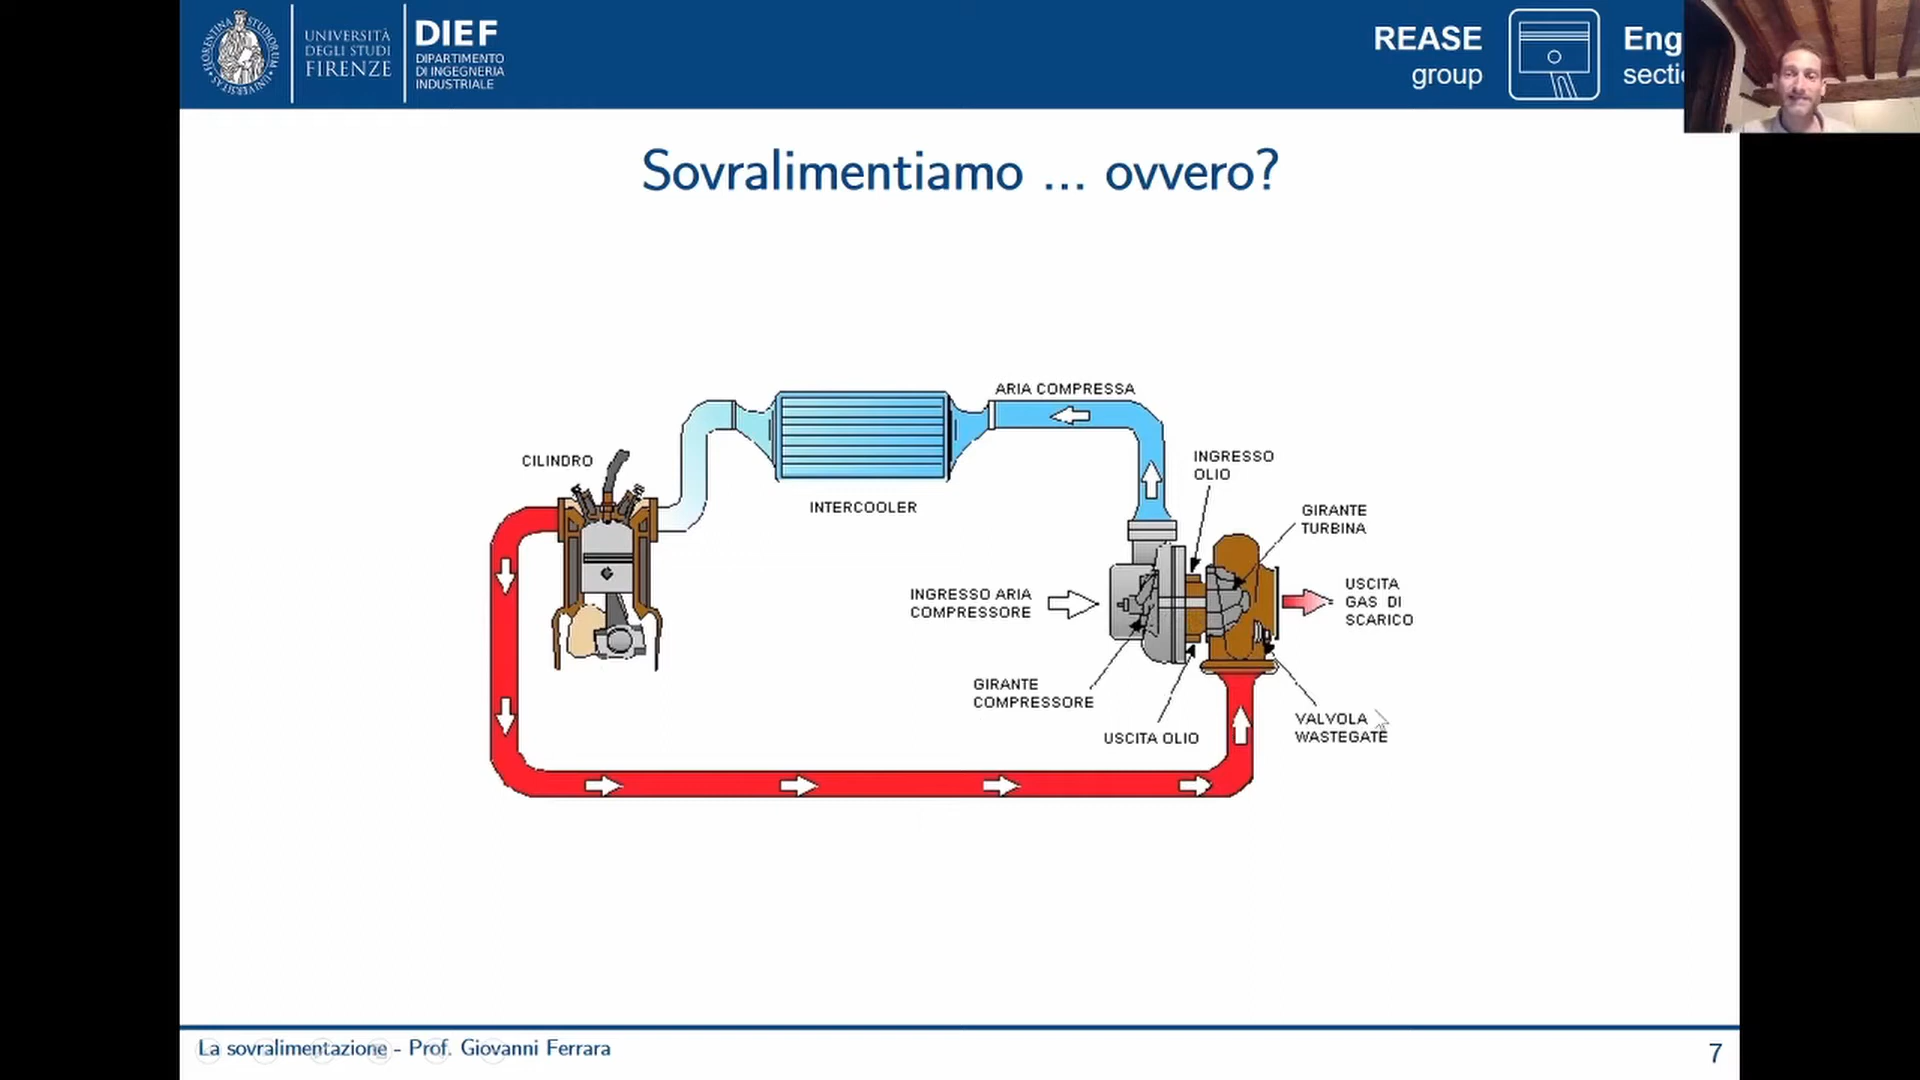 UNIVERSITÀ
DEGLI STUDI
FIRENZE
DIEF
DIPARTIMENTO
DI INGEGNERIA
INDUSTRIALE
REASE
group
Eng
secti
Sovralimentiamo ... ovvero?
ARIA COMPRESSA
CILINDRO
INGRESSO
OLIO
INTERCOOLER
GIRANTE
TURBINA
INGRESSO ARIA
COMPRESSORE
USCITA
GAS DI
SCARICO
GIRANTE
COMPRESSORE
USCITA OLIO
VALVOLA
WASTEGATE
La sovralimentazione - Prof. Giovanni Ferrara
7